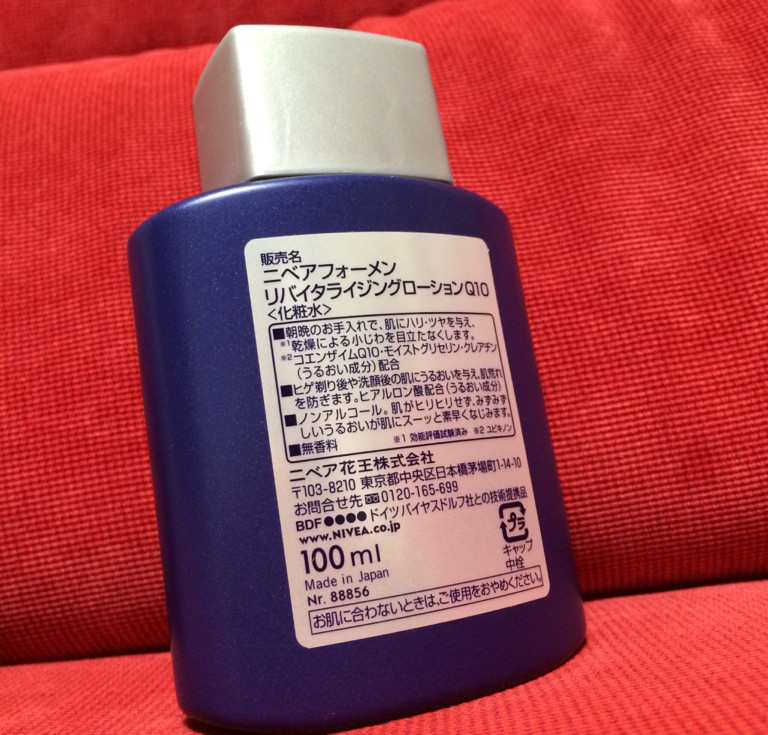 販売名
ニベアフォーメン
リバイタライジングローションQ10
<化粧水>
■朝晩のお手入れで、肌にハリ・ツヤを与え、
※1乾燥による小じわを目立たなくします。
※2コエンザイムQ10・モイストグリセリン・クレアチン
(うるおい成分)配合
■ヒゲ剃り後や洗顔後の肌にうるおいを与え、肌荒れ
を防ぎます。ヒアルロン酸配合(うるおい成分)
■ノンアルコール。肌がヒリヒリせず、みずみず
しいうるおいが肌にスーッと素早くなじみます。
■無香料 ※1 効能評価試験済み ※2 ユビキノン
ニベア花王株式会社
〒103-8210 東京都中央区日本橋茅場町1-14-10
お問合せ先 0120-165-699
BDF●●●●ドイツバイヤスドルフ社との技術提携品
www.NIVEA.co.jp
100ml
Made in Japan
Nr. 88856
プラ
キャップ
中栓
お肌に合わないときは、ご使用をおやめください。